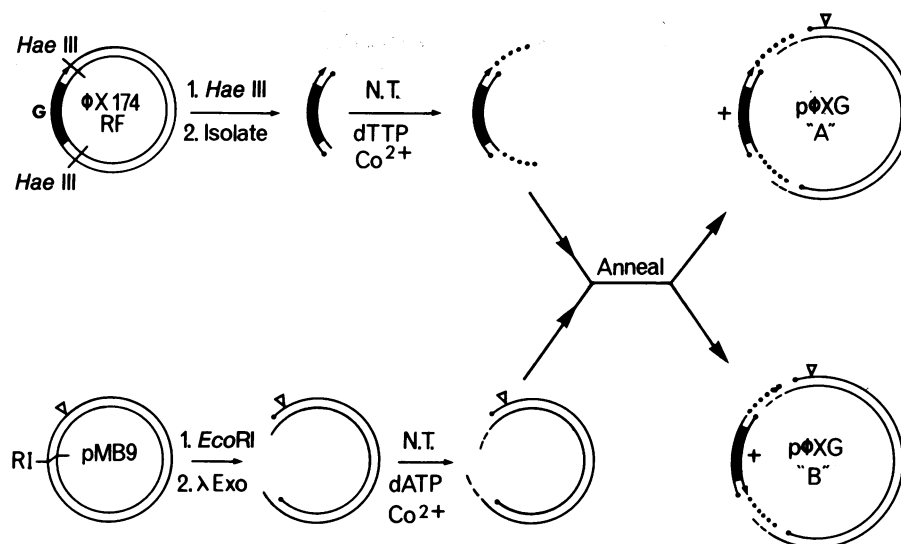 Hae III
G
ΦX 174
RF
Hae III
1. Hae III
2. Isolate
N.T.
dTTP
Co2+
+
pΦXG
"A"
Anneal
RI
pMB9
1. EcoRI
2. λ Exo
N.T.
dATP
Co2+
+
pΦXG
"B"